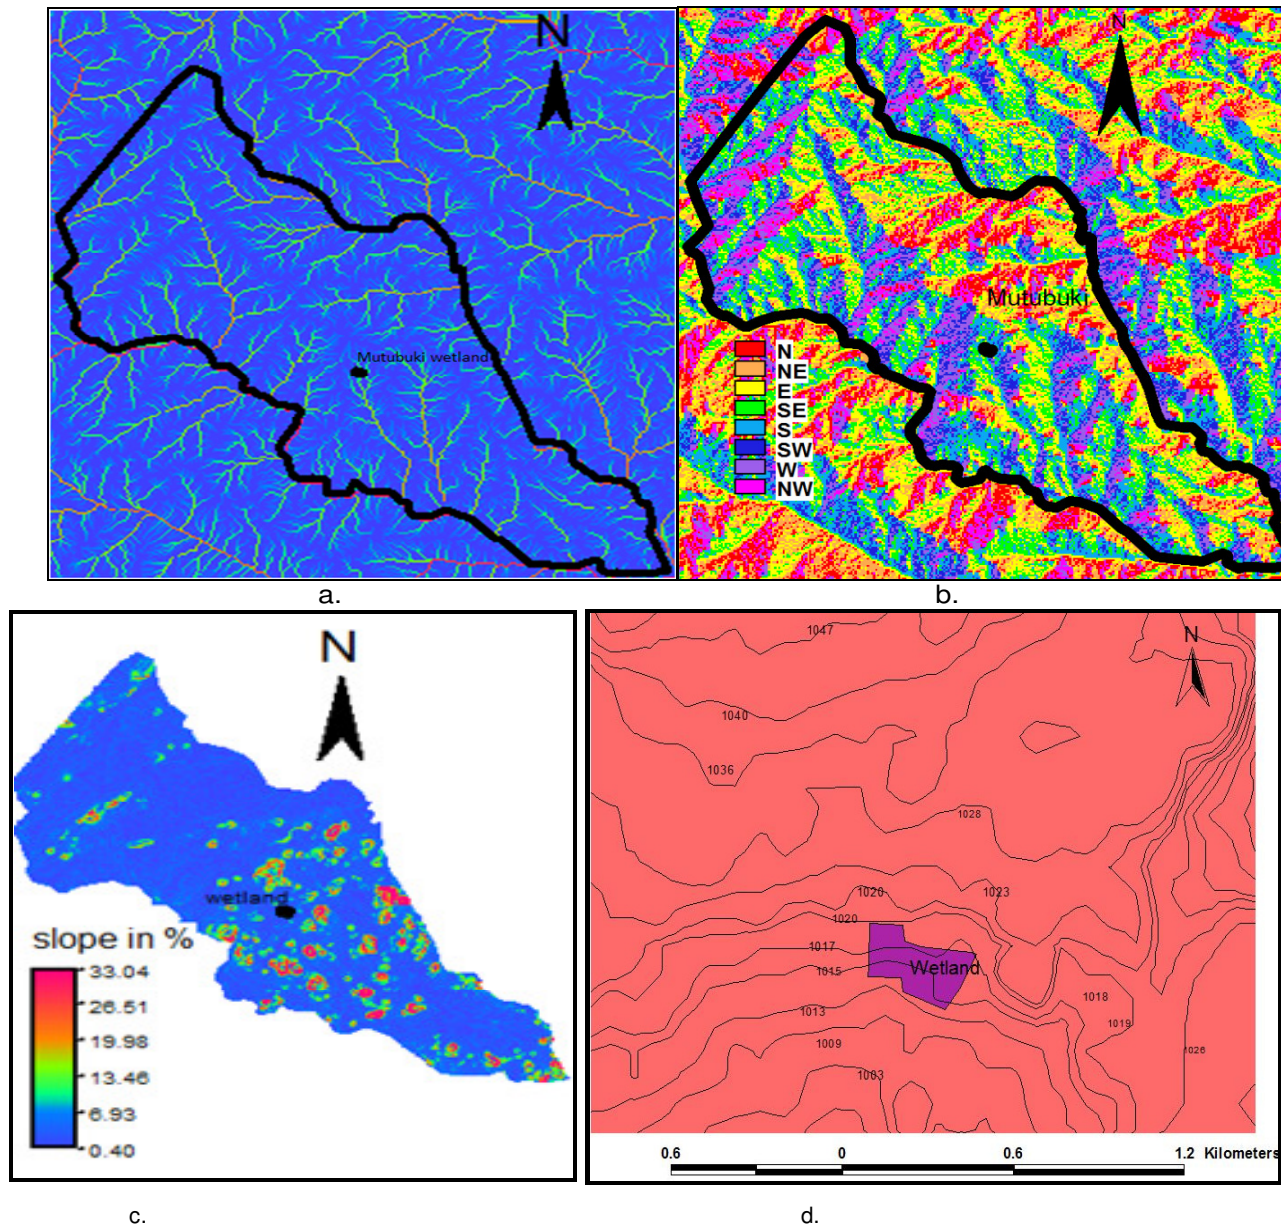 N
Mutubuki wetland
a.
N
Mutubuki
N
NE
E
SE
S
SW
W
NW
b.
N
wetland
slope in %
33.04
26.51
19.98
13.46
6.93
0.40
c.
1047
N
1040
1036
1028
1020
1023
1020
1017
1015
Wetland
1018
1013
1019
1009
1026
1003
0.6 0 0.6 1.2 Kilometers
d.